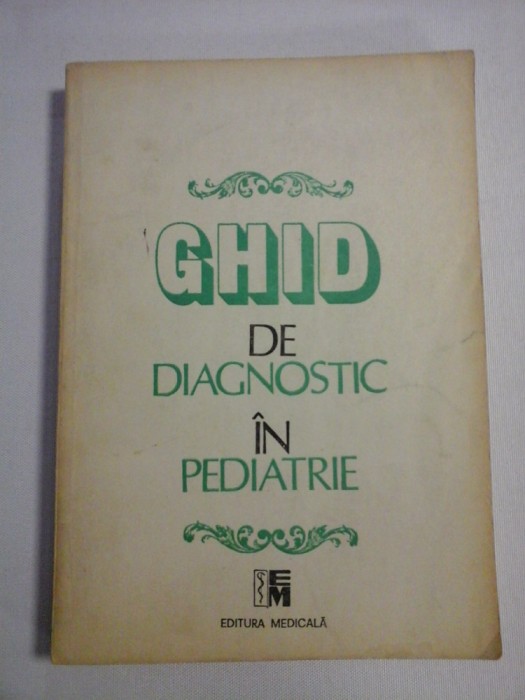 GHID
DE
DIAGNOSTIC
ÎN
PEDIATRIE
EM
EDITURA MEDICALĂ